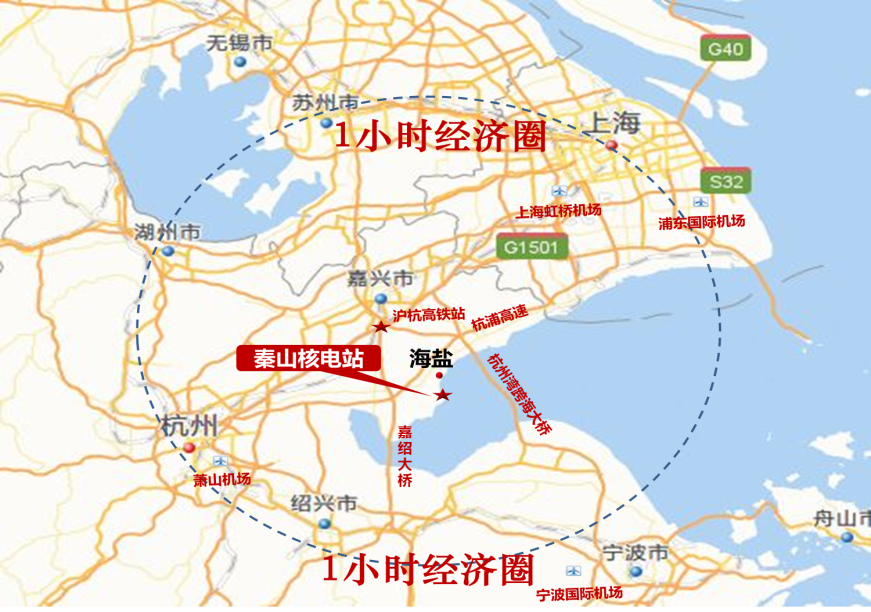 无锡市
G40
苏州市
1小时经济圈
上海
S32
上海虹桥机场
浦东国际机场
湖州市
G1501
嘉兴市
沪杭高铁站
杭浦高速
秦山核电站
海盐
杭州湾跨海大桥
杭州
嘉绍大桥
萧山机场
绍兴市
舟山市
1小时经济圈
宁波市
宁波国际机场